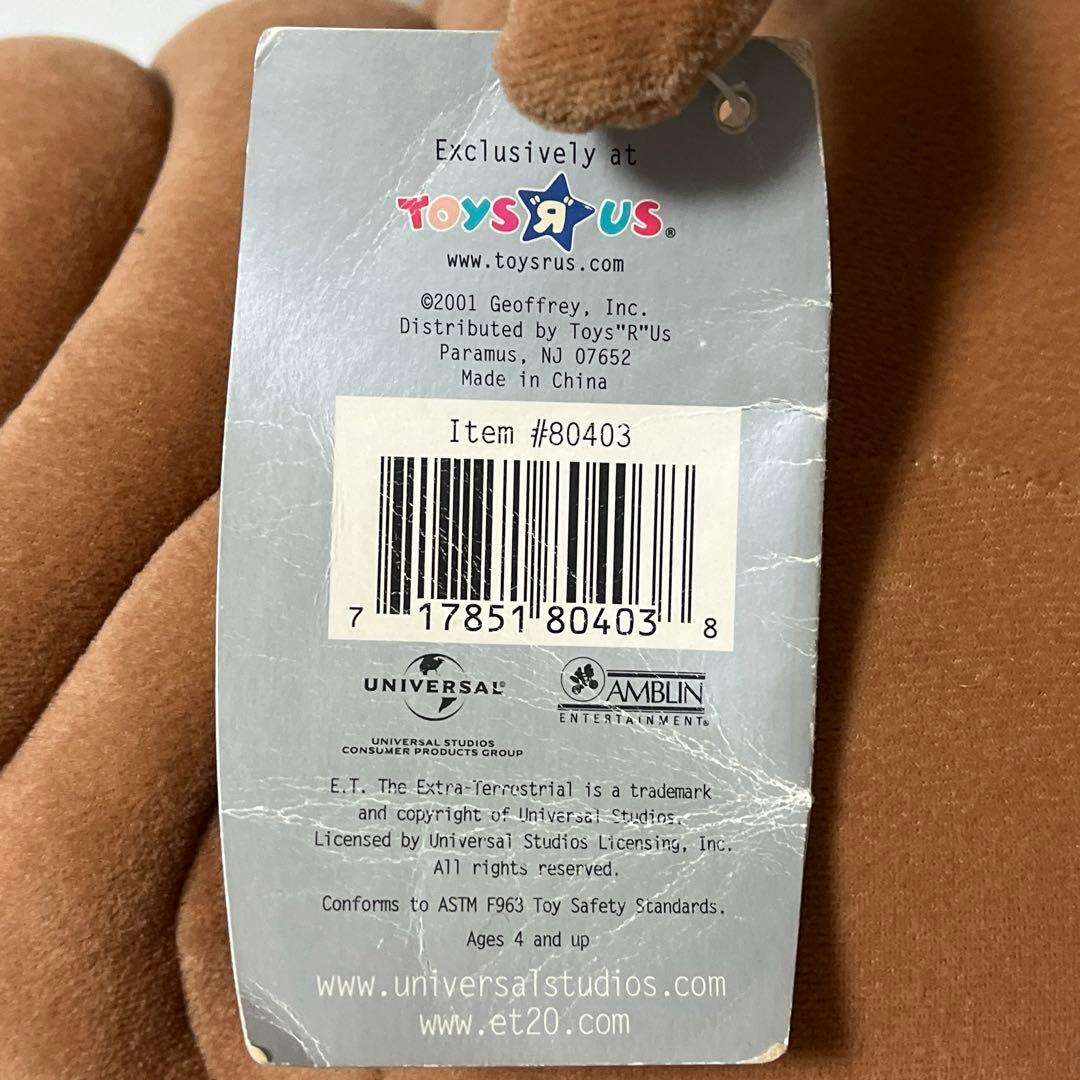 Exclusively at
TOYS "R" US®
www.toysrus.com
©2001 Geoffrey, Inc.
Distributed by Toys"R"Us
Paramus, NJ 07652
Made in China
Item #80403
7 17851 80403 8
UNIVERSAL®
AMBLIN
ENTERTAINMENT®
UNIVERSAL STUDIOS
CONSUMER PRODUCTS GROUP
E.T. The Extra-Terrestrial is a trademark
and copyright of Universal Studios.
Licensed by Universal Studios Licensing, Inc.
All rights reserved.
Conforms to ASTM F963 Toy Safety Standards.
Ages 4 and up
www.universalstudios.com
www.et20.com